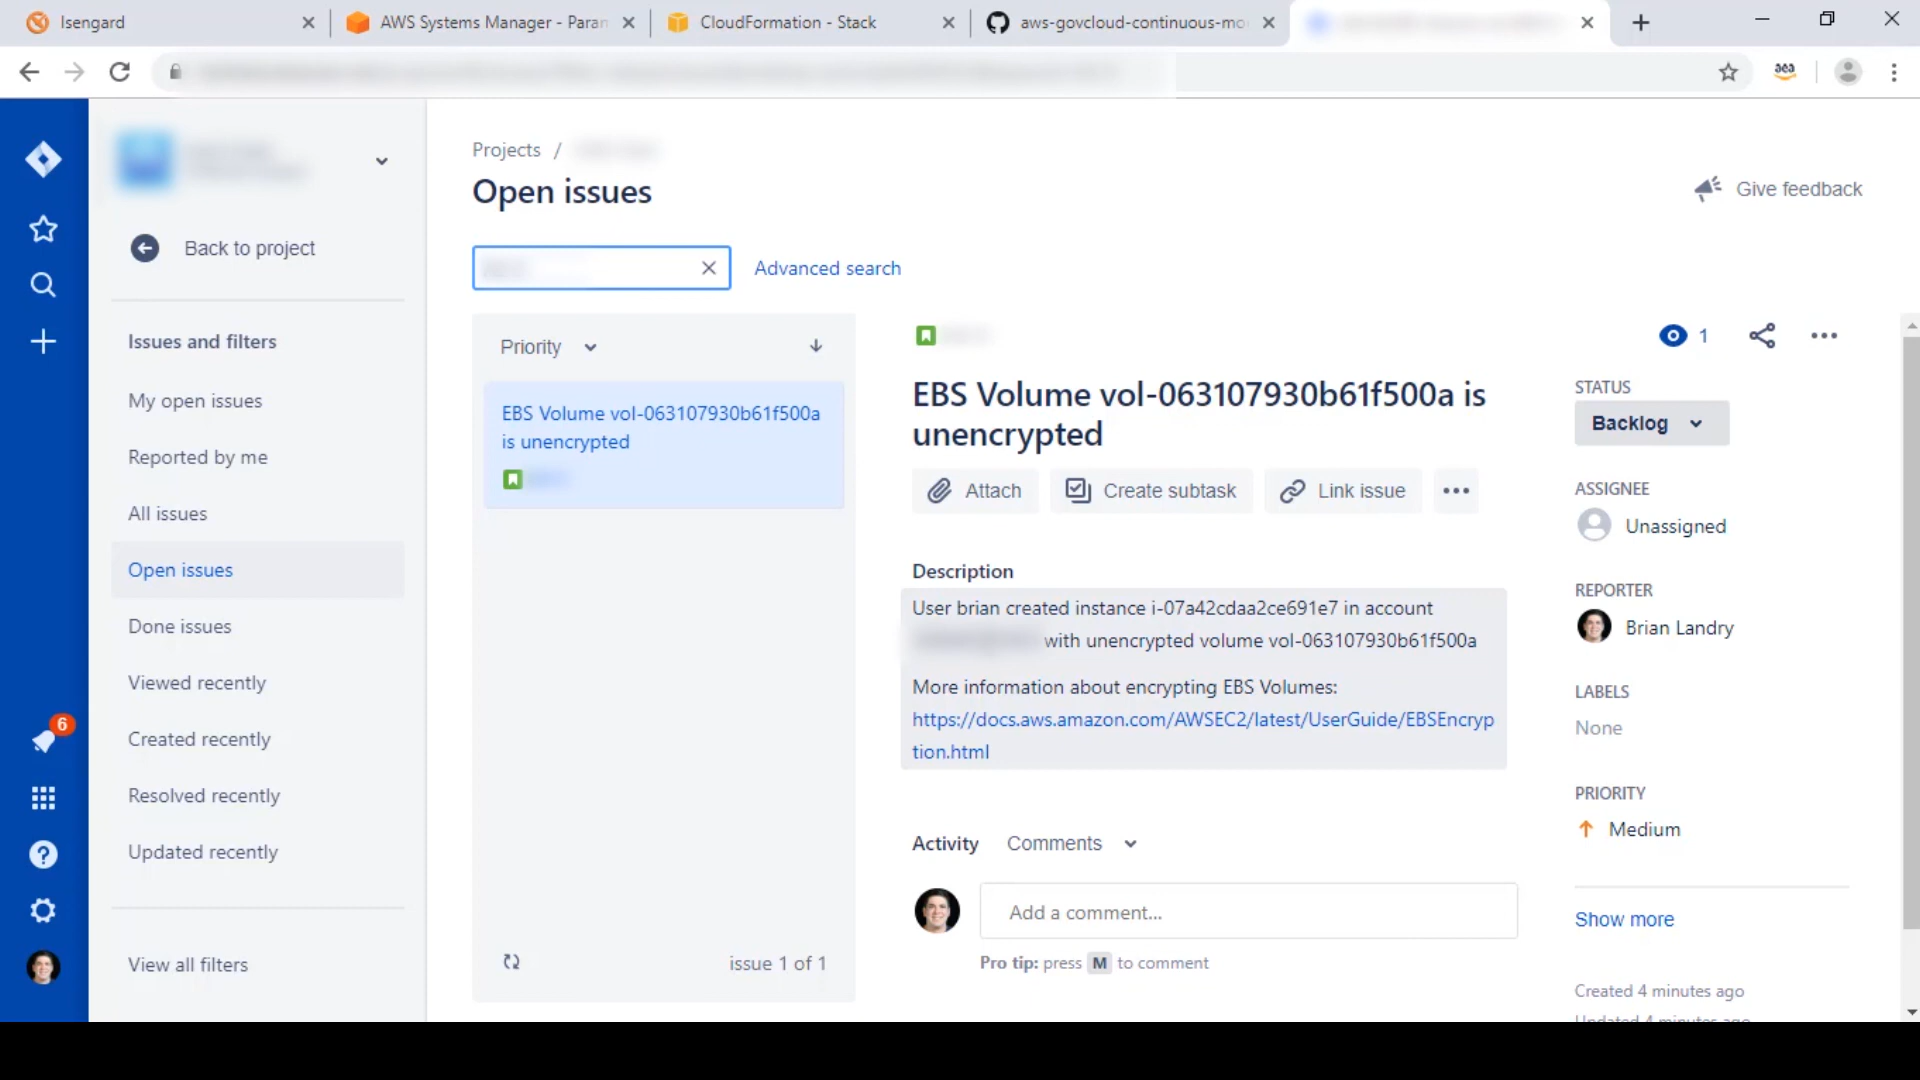 Isengard
AWS Systems Manager - Param
CloudFormation - Stack
aws-govcloud-continuous-mo
Projects /
Open issues
Give feedback
Back to project
Advanced search
Issues and filters
My open issues
Reported by me
All issues
Open issues
Done issues
Viewed recently
Created recently
Resolved recently
Updated recently
View all filters
6
Priority
EBS Volume vol-063107930b61f500a
is unencrypted
issue 1 of 1
1
EBS Volume vol-063107930b61f500a is
unencrypted
Attach
Create subtask
Link issue
Description
User brian created instance i-07a42cdaa2ce691e7 in account
with unencrypted volume vol-063107930b61f500a
More information about encrypting EBS Volumes:
https://docs.aws.amazon.com/AWSEC2/latest/UserGuide/EBSEncryp
tion.html
Activity Comments
Add a comment...
Pro tip: press M to comment
STATUS
Backlog
ASSIGNEE
Unassigned
REPORTER
Brian Landry
LABELS
None
PRIORITY
Medium
Show more
Created 4 minutes ago
Updated 4 minutes ago